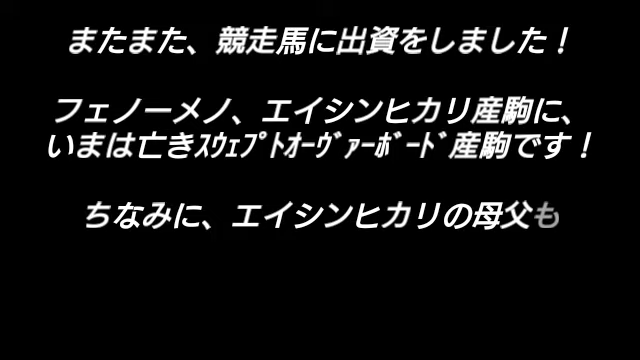 またまた、競走馬に出資をしました！
フェノーメノ、エイシンヒカリ産駒に、
いまは亡きｽｳｪﾌﾟﾄｵｰｳﾞｧｰﾎﾞｰﾄﾞ産駒です！
ちなみに、エイシンヒカリの母父も